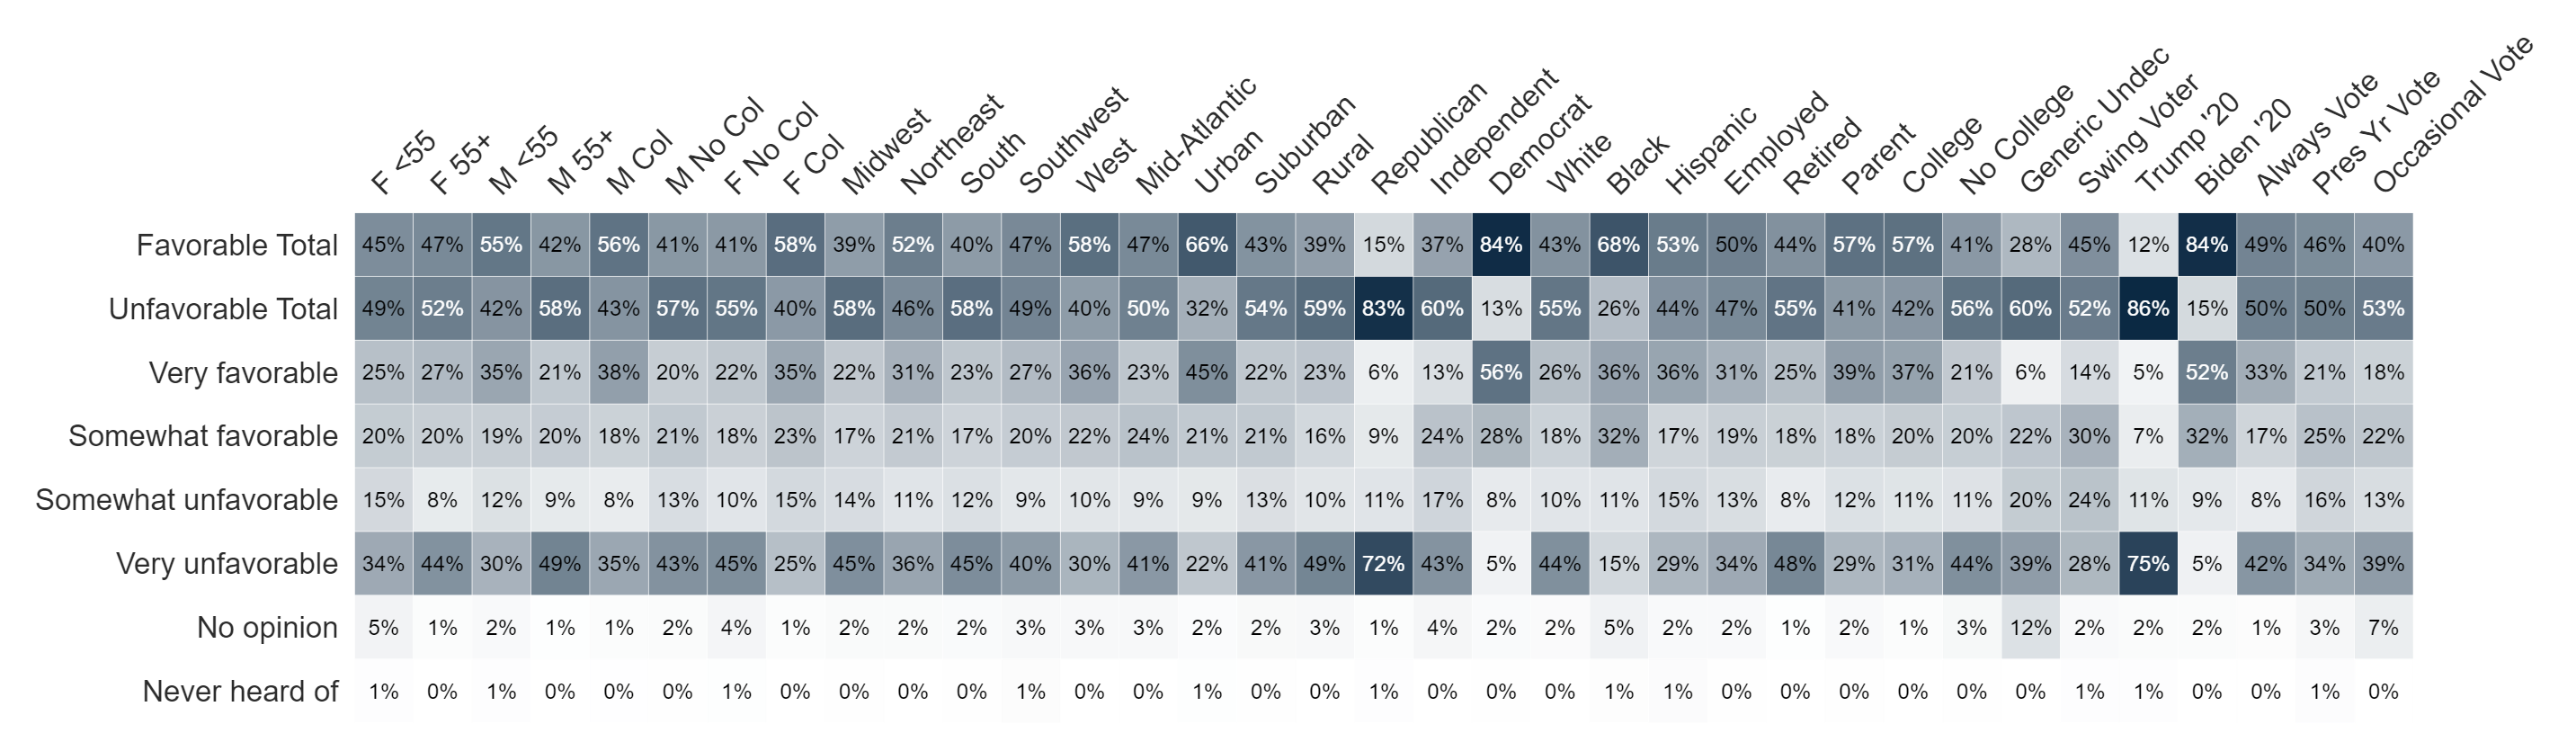 F <55 F 55+ M <55 M 55+ M Col M No Col F No Col F Col Midwest Northeast South Southwest West Mid-Atlantic Urban Suburban Rural Republican Independent Democrat White Black Hispanic Employed Retired Parent College No College Generic Undec Swing Voter Trump '20 Biden '20 Always Vote Pres Yr Vote Occasional Vote
Favorable Total 45% 47% 55% 42% 56% 41% 41% 58% 39% 52% 40% 47% 58% 47% 66% 43% 39% 15% 37% 84% 43% 68% 53% 50% 44% 57% 57% 41% 28% 45% 12% 84% 49% 46% 40%
Unfavorable Total 49% 52% 42% 58% 43% 57% 55% 40% 58% 46% 58% 49% 40% 50% 32% 54% 59% 83% 60% 13% 55% 26% 44% 47% 55% 41% 42% 56% 60% 52% 86% 15% 50% 50% 53%
Very favorable 25% 27% 35% 21% 38% 20% 22% 35% 22% 31% 23% 27% 36% 23% 45% 22% 23% 6% 13% 56% 26% 36% 36% 31% 25% 39% 37% 21% 6% 14% 5% 52% 33% 21% 18%
Somewhat favorable 20% 20% 19% 20% 18% 21% 18% 23% 17% 21% 17% 20% 22% 24% 21% 21% 16% 9% 24% 28% 18% 32% 17% 19% 18% 18% 20% 20% 22% 30% 7% 32% 17% 25% 22%
Somewhat unfavorable 15% 8% 12% 9% 8% 13% 10% 15% 14% 11% 12% 9% 10% 9% 9% 13% 10% 11% 17% 8% 10% 11% 15% 13% 8% 12% 11% 11% 20% 24% 11% 9% 8% 16% 13%
Very unfavorable 34% 44% 30% 49% 35% 43% 45% 25% 45% 36% 45% 40% 30% 41% 22% 41% 49% 72% 43% 5% 44% 15% 29% 34% 48% 29% 31% 44% 39% 28% 75% 5% 42% 34% 39%
No opinion 5% 1% 2% 1% 1% 2% 4% 1% 2% 2% 2% 3% 3% 3% 2% 2% 3% 1% 4% 2% 2% 5% 2% 2% 1% 2% 1% 3% 12% 2% 2% 2% 1% 3% 7%
Never heard of 1% 0% 1% 0% 0% 0% 1% 0% 0% 0% 0% 1% 0% 0% 1% 0% 0% 1% 0% 0% 0% 1% 1% 0% 0% 0% 0% 0% 0% 1% 1% 0% 0% 1% 0%